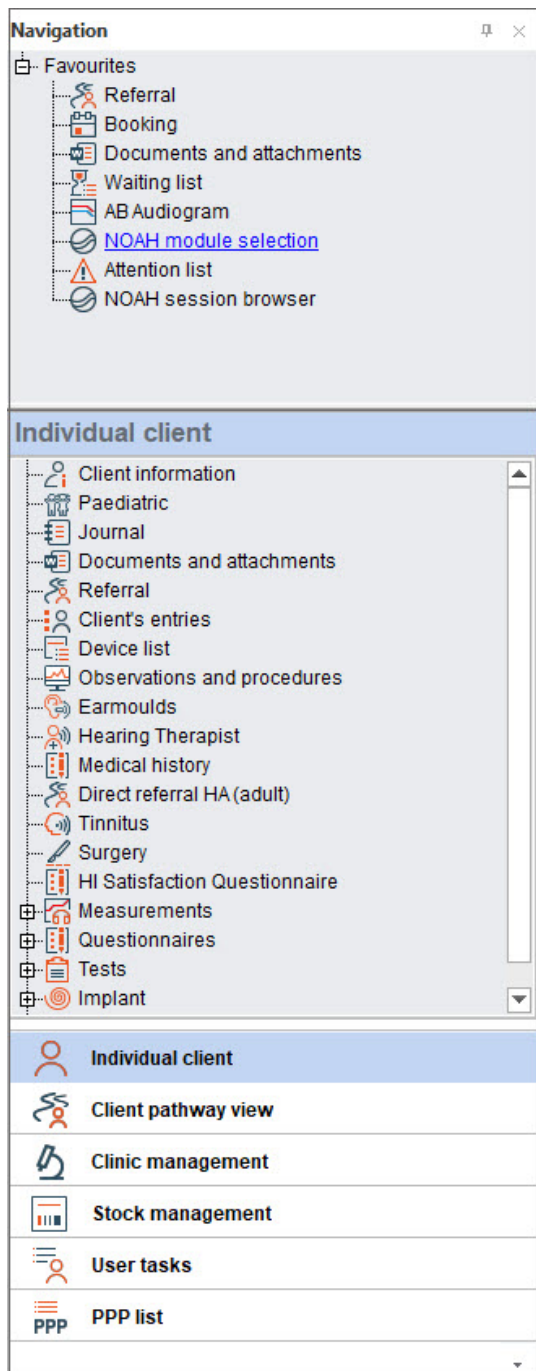 Navigation
Favourites
Referral
Booking
Documents and attachments
Waiting list
AB Audiogram
NOAH module selection
Attention list
NOAH session browser
Individual client
Client information
Paediatric
Journal
Documents and attachments
Referral
Client's entries
Device list
Observations and procedures
Earmoulds
Hearing Therapist
Medical history
Direct referral HA (adult)
Tinnitus
Surgery
HI Satisfaction Questionnaire
Measurements
Questionnaires
Tests
Implant
Individual client
Client pathway view
Clinic management
Stock management
User tasks
PPP PPP list